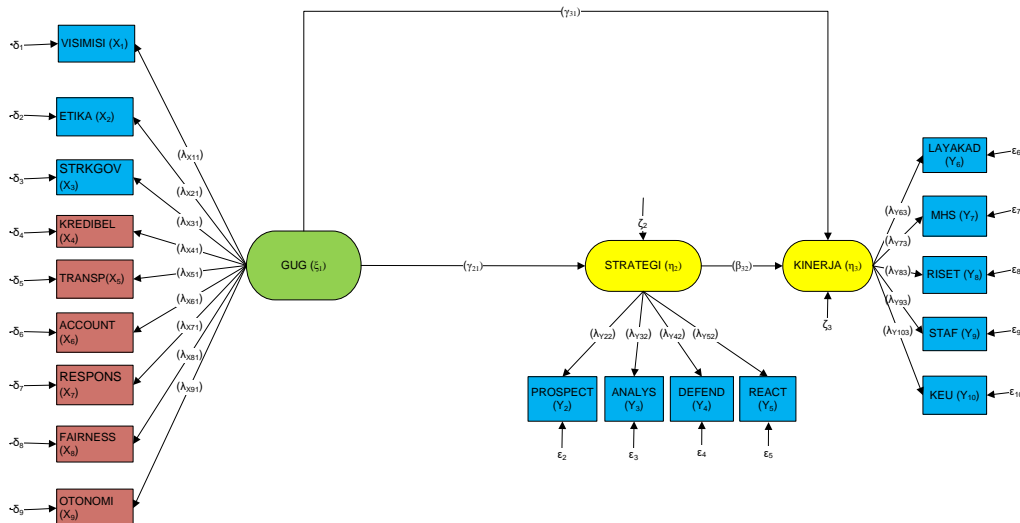 (γ₃₁)
δ₁
VISIMISI (X₁)
δ₂
ETIKA (X₂)
δ₃
STRKGOV
(X₃)
δ₄
KREDIBEL
(X₄)
δ₅
TRANSP(X₅)
δ₆
ACCOUNT
(X₆)
δ₇
RESPONS
(X₇)
δ₈
FAIRNESS
(X₈)
δ₉
OTONOMI
(X₉)
(λX11)
(λX21)
(λX31)
(λX41)
(λX51)
(λX61)
(λX71)
(λX81)
(λX91)
GUG (ξ₁)
(γ₂₁)
ζ₂
STRATEGI (η₂)
(β₃₂)
KINERJA (η₃)
ζ₃
(λY22)
(λY32)
(λY42)
(λY52)
PROSPECT
(Y₂)
ANALYS
(Y₃)
DEFEND
(Y₄)
REACT
(Y₅)
ε₂
ε₃
ε₄
ε₅
(λY63)
(λY73)
(λY83)
(λY93)
(λY103)
LAYAKAD
(Y₆)
ε₆
MHS (Y₇)
ε₇
RISET (Y₈)
ε₈
STAF (Y₉)
ε₉
KEU (Y₁₀)
ε₁₀